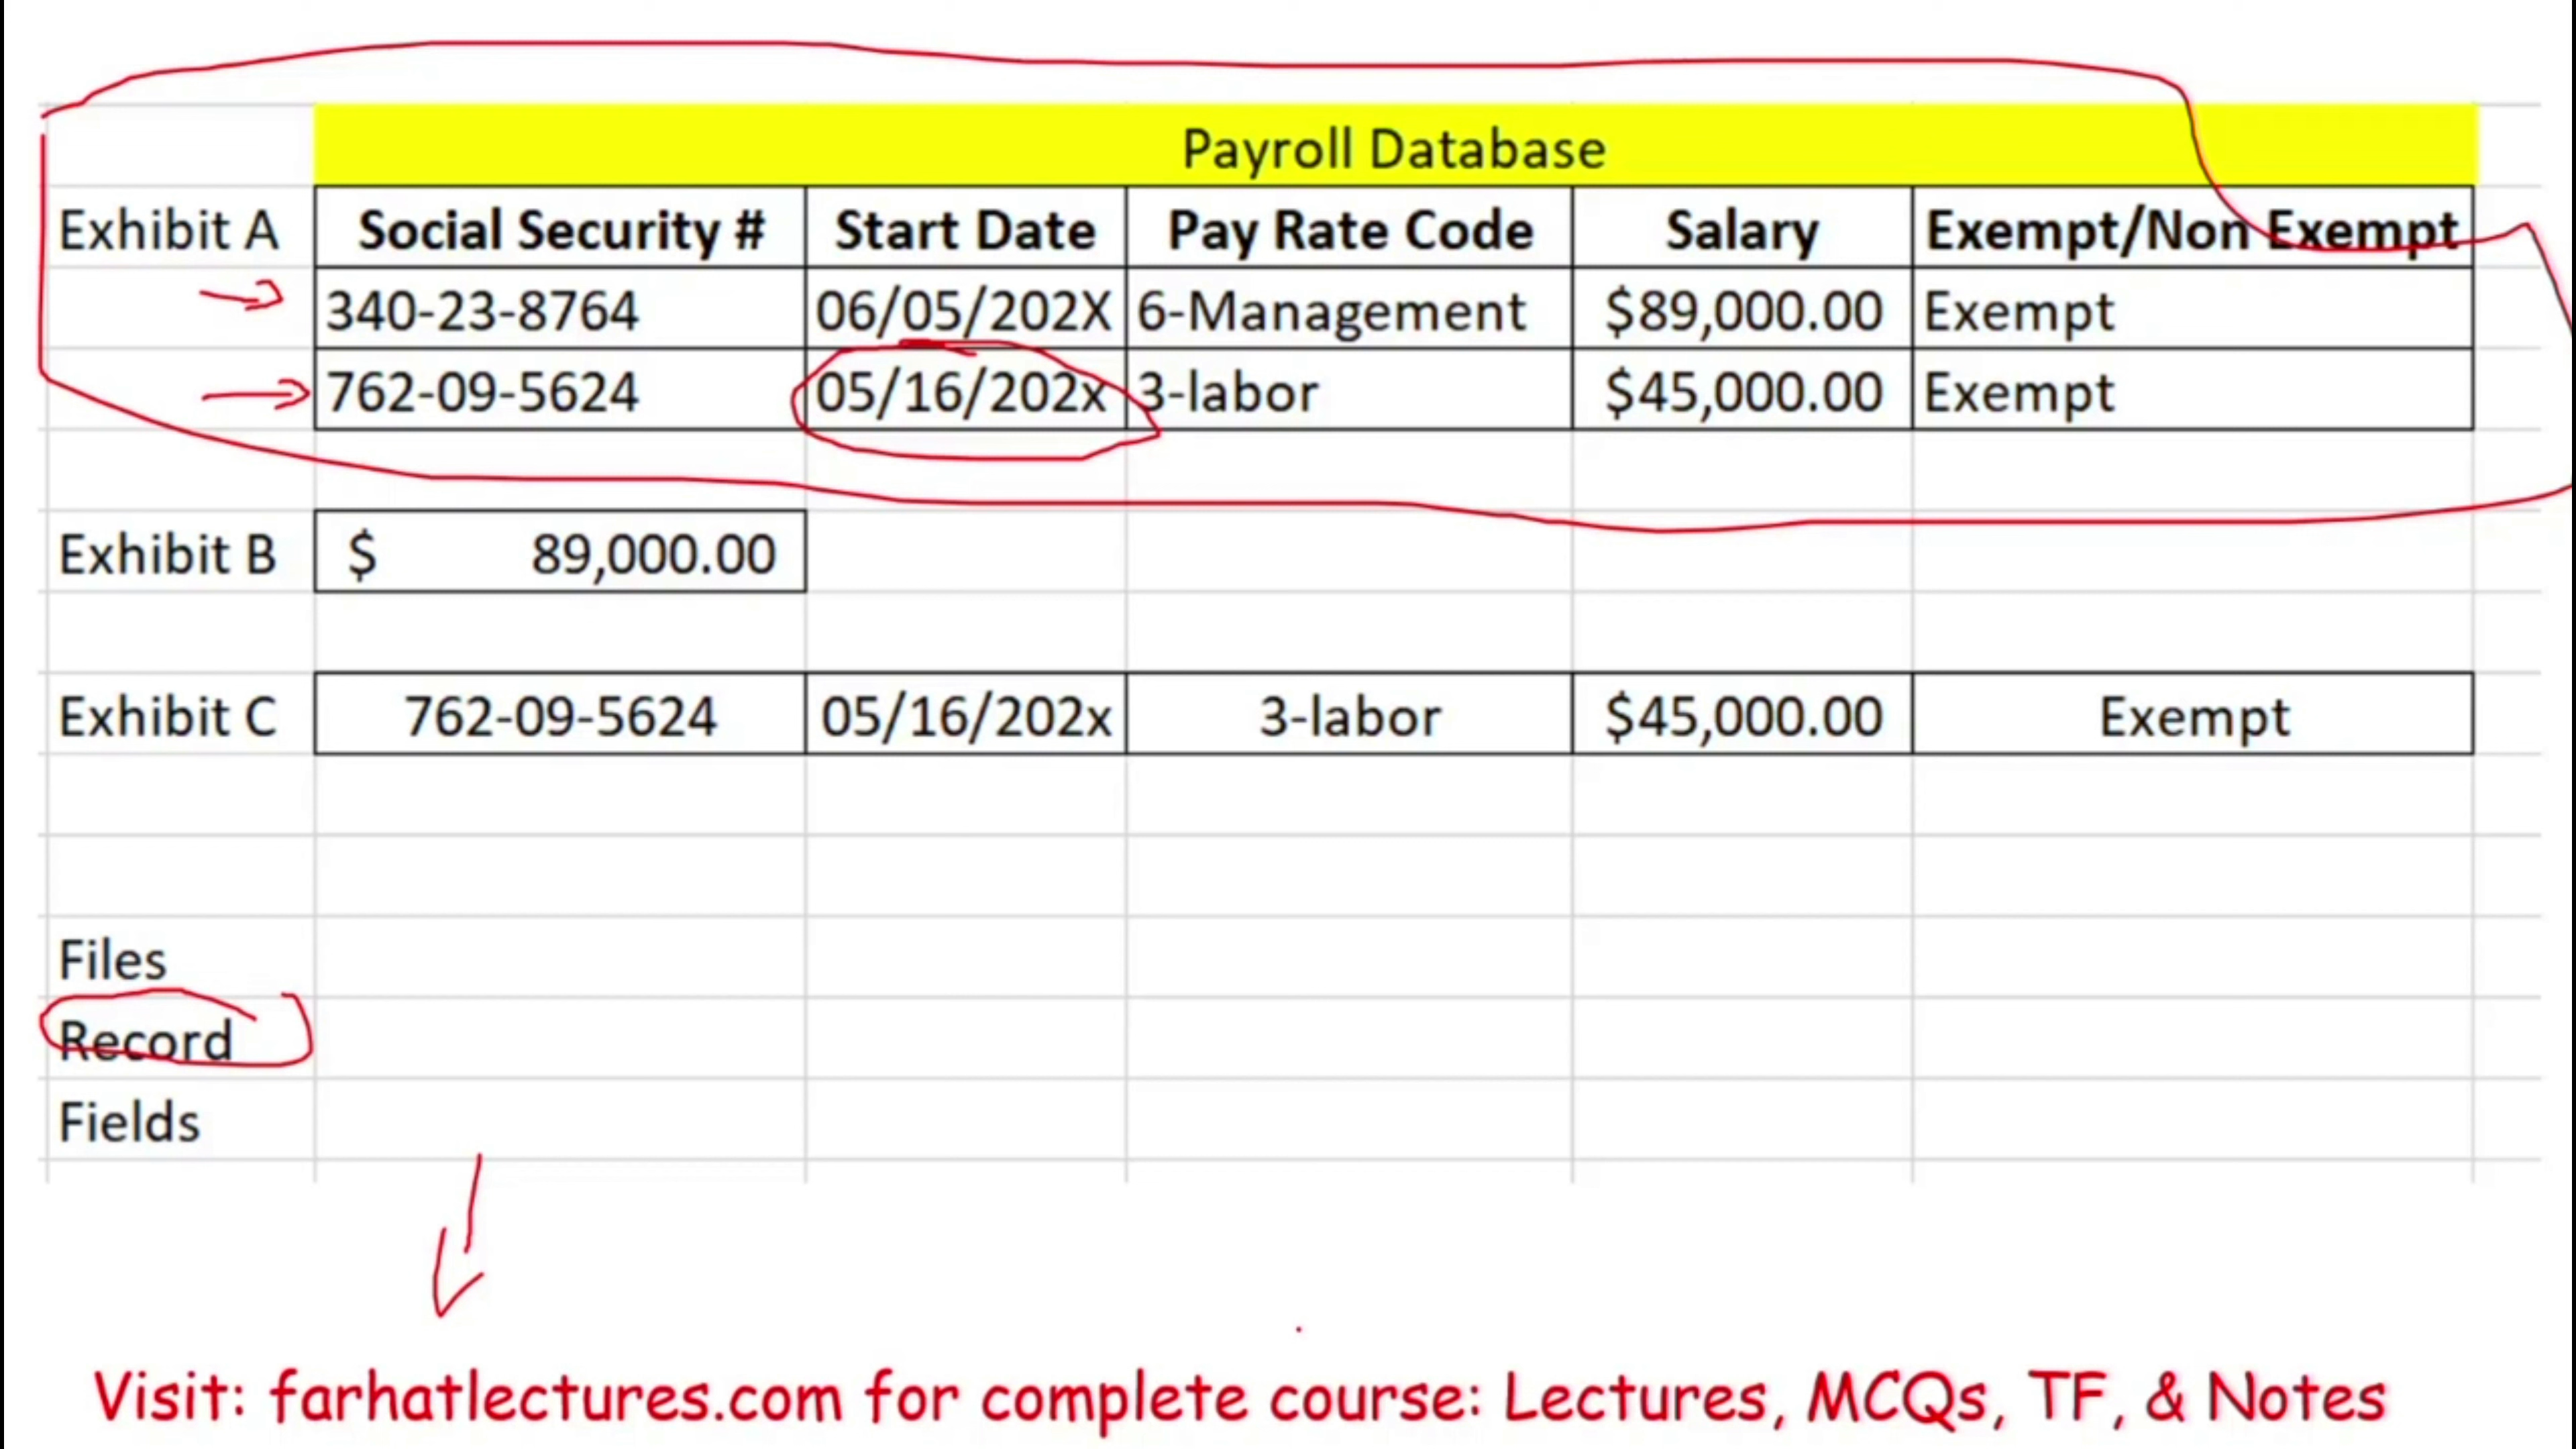 Payroll Database
Exhibit A Social Security # Start Date Pay Rate Code Salary Exempt/Non Exempt
340-23-8764 06/05/202X 6-Management $89,000.00 Exempt
762-09-5624 05/16/202x 3-labor $45,000.00 Exempt
Exhibit B $ 89,000.00
Exhibit C 762-09-5624 05/16/202x 3-labor $45,000.00 Exempt
Files
Record
Fields
Visit: farhatlectures.com for complete course: Lectures, MCQs, TF, & Notes